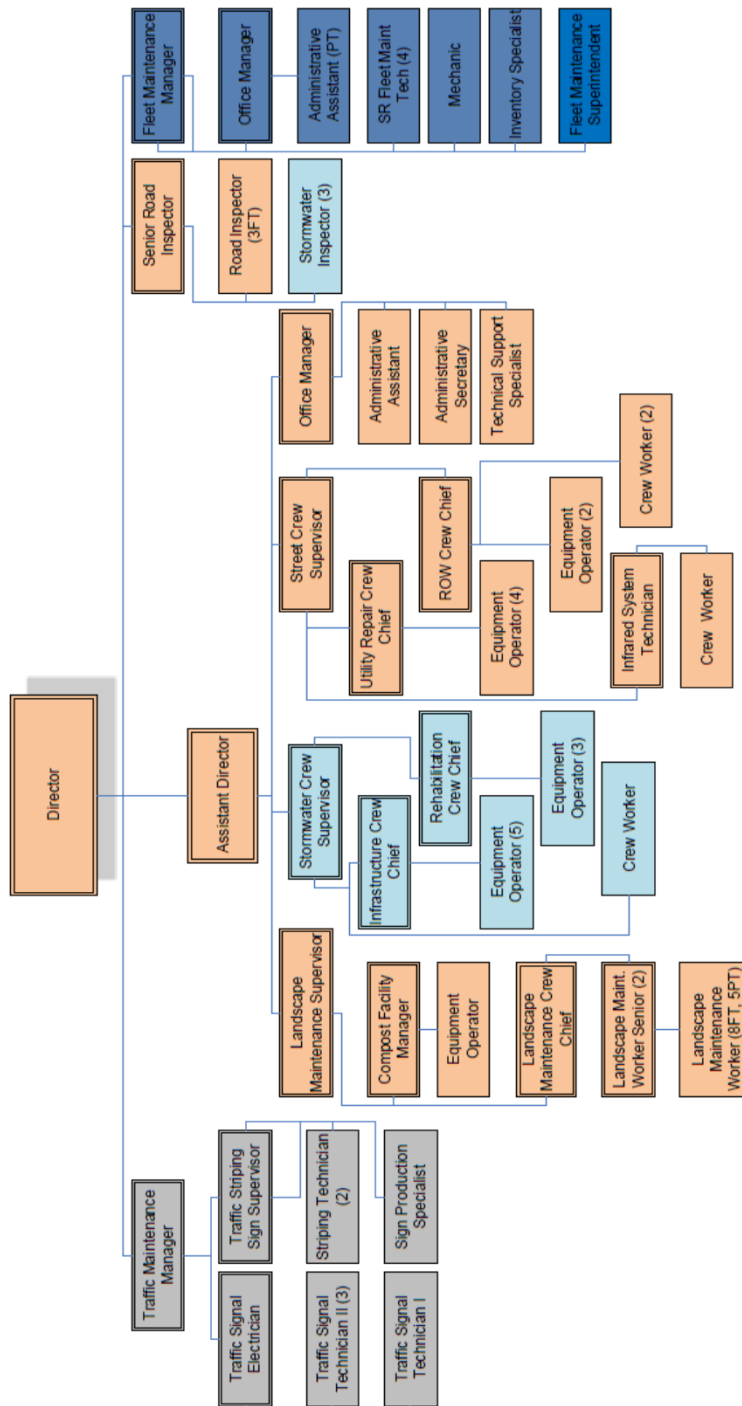 Director
Assistant Director
Traffic Maintenance
Manager
Traffic Signal
Electrician
Traffic Signal
Technician II (3)
Traffic Signal
Technician I
Traffic Striping
Sign Supervisor
Striping Technician
(2)
Sign Production
Specialist
Landscape
Maintenance Supervisor
Compost Facility
Manager
Equipment
Operator
Landscape
Maintenance Crew
Chief
Landscape Maint.
Worker Senior (2)
Landscape
Maintenance
Worker (8FT, 5PT)
Stormwater Crew
Supervisor
Infrastructure Crew
Chief
Equipment
Operator (5)
Rehabilitation
Crew Chief
Equipment
Operator (3)
Crew Worker
Street Crew
Supervisor
Utility Repair Crew
Chief
Equipment
Operator (4)
ROW Crew Chief
Equipment
Operator (2)
Crew Worker (2)
Infrared System
Technician
Crew Worker
Office Manager
Administrative
Assistant
Administrative
Secretary
Technical Support
Specialist
Senior Road
Inspector
Road Inspector
(3FT)
Stormwater
Inspector (3)
Fleet Maintenance
Manager
Office Manager
Administrative
Assistant (PT)
SR Fleet Maint
Tech (4)
Mechanic
Inventory Specialist
Fleet Maintenance
Superintendent